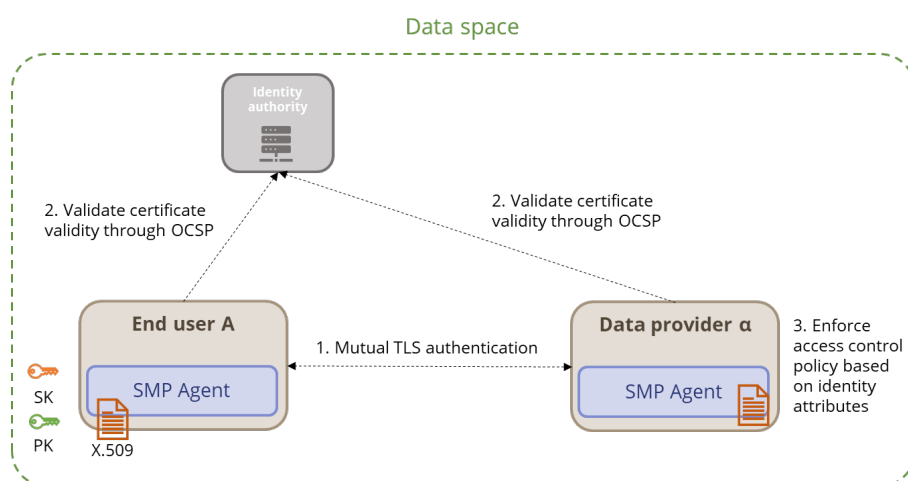 Data space
Identity
authority
2. Validate certificate
validity through OCSP
2. Validate certificate
validity through OCSP
End user A
SMP Agent
SK
PK
X.509
1. Mutual TLS authentication
Data provider α
SMP Agent
3. Enforce
access control
policy based
on identity
attributes